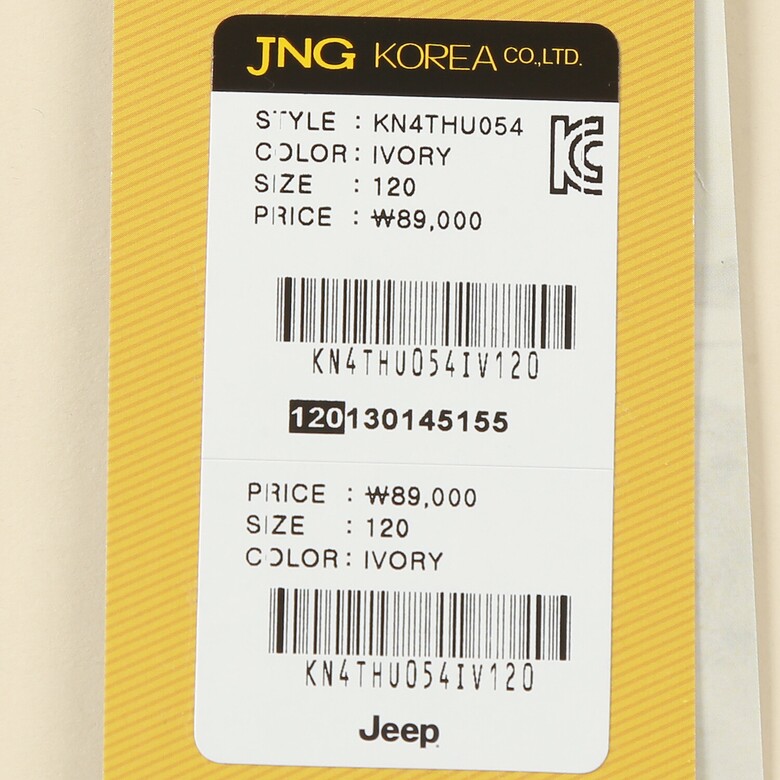 JNG KOREA CO.,LTD.
STYLE : KN4THU054
COLOR : IVORY
SIZE : 120
PRICE : ₩89,000
KN4THU054IV120
120130145155
PRICE : ₩89,000
SIZE : 120
COLOR : IVORY
KN4THU054IV120
Jeep